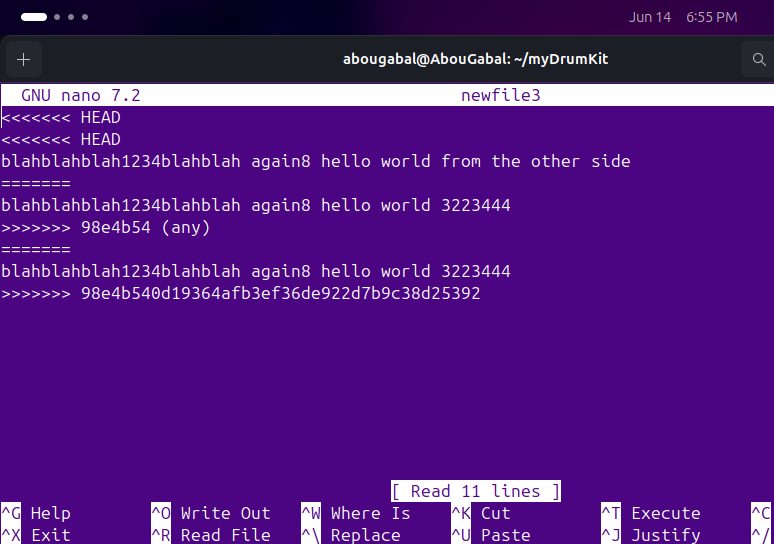 Jun 14 6:55 PM
abougabal@AbouGabal: ~/myDrumKit
GNU nano 7.2 newfile3
<<<<<<< HEAD
<<<<<<< HEAD
blahblahblah1234blahblah again8 hello world from the other side
=======
blahblahblah1234blahblah again8 hello world 3223444
>>>>>>> 98e4b54 (any)
=======
blahblahblah1234blahblah again8 hello world 3223444
>>>>>>> 98e4b540d19364afb3ef36de922d7b9c38d25392
[ Read 11 lines ]
^G Help ^O Write Out ^W Where Is ^K Cut ^T Execute ^C
^X Exit ^R Read File ^\ Replace ^U Paste ^J Justify ^/